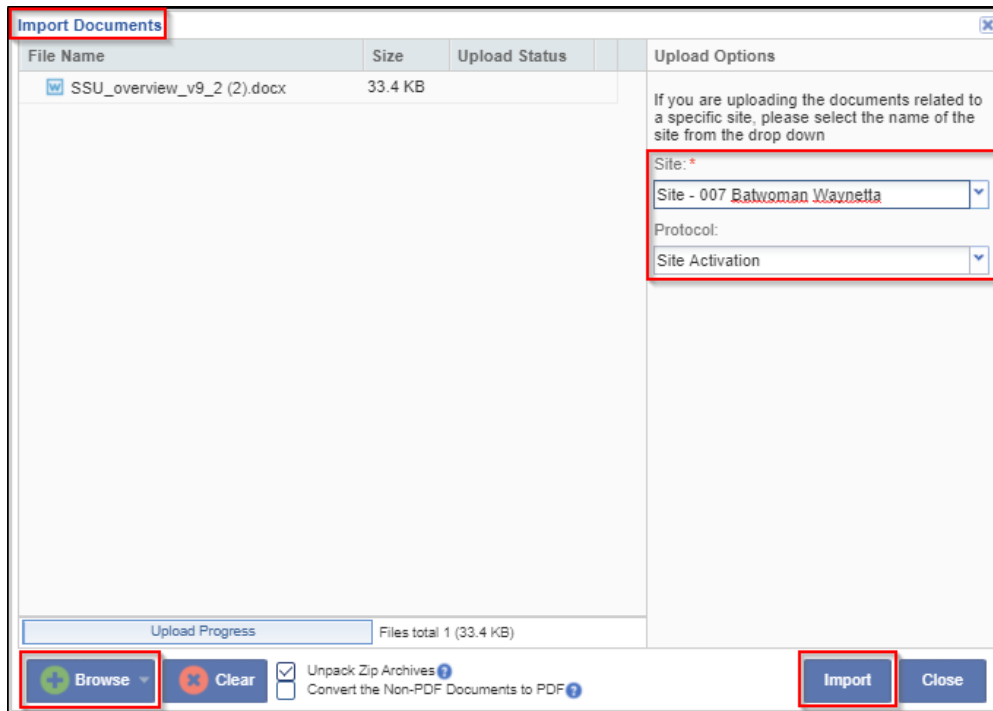 Import Documents
File Name Size Upload Status
SSU_overview_v9_2 (2).docx 33.4 KB
Upload Options
If you are uploading the documents related to
a specific site, please select the name of the
site from the drop down
Site:*
Site - 007 Batwoman Waynetta
Protocol:
Site Activation
Upload Progress Files total 1 (33.4 KB)
Browse Clear
Unpack Zip Archives
Convert the Non-PDF Documents to PDF
Import Close